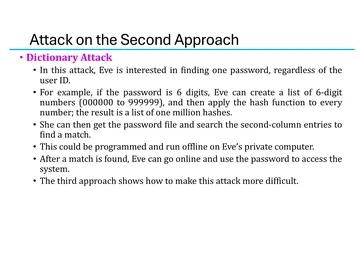 Attack on the Second Approach
• Dictionary Attack
• In this attack, Eve is interested in finding one password, regardless of the
user ID.
• For example, if the password is 6 digits, Eve can create a list of 6-digit
numbers (000000 to 999999), and then apply the hash function to every
number; the result is a list of one million hashes.
• She can then get the password file and search the second-column entries to
find a match.
• This could be programmed and run offline on Eve's private computer.
• After a match is found, Eve can go online and use the password to access the
system.
• The third approach shows how to make this attack more difficult.